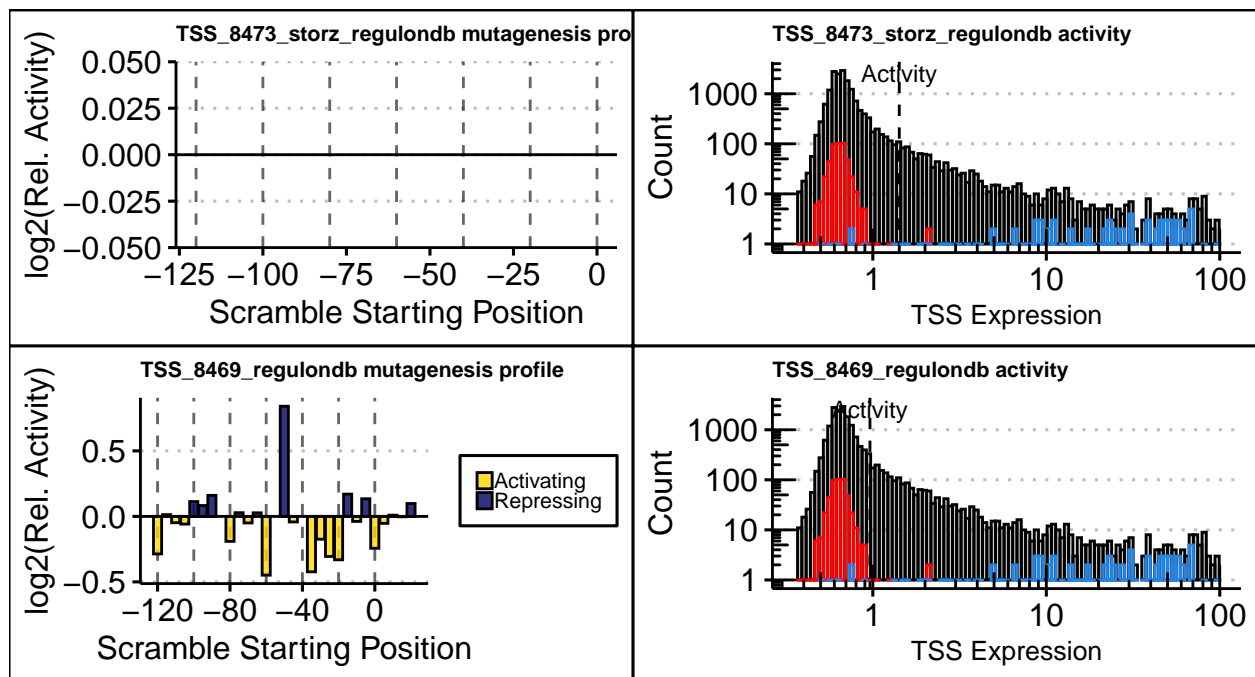 TSS_8473_storz_regulondb mutagenesis pro
log2(Rel. Activity)
0.050
0.025
0.000
−0.025
−0.050
−125 −100 −75 −50 −25 0
Scramble Starting Position
TSS_8473_storz_regulondb activity
Activity
Count
1000
100
10
1
1 10 100
TSS Expression
TSS_8469_regulondb mutagenesis profile
log2(Rel. Activity)
0.5
0.0
−0.5
−120 −80 −40 0
Scramble Starting Position
Activating
Repressing
TSS_8469_regulondb activity
Activity
Count
1000
100
10
1
1 10 100
TSS Expression